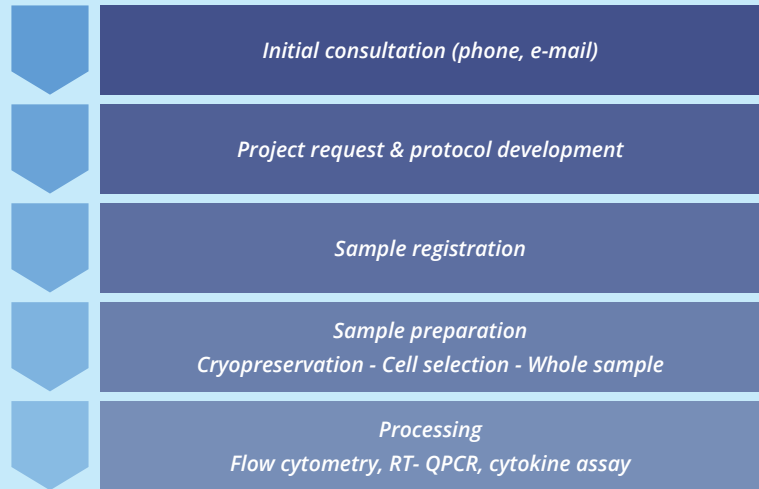 Initial consultation (phone, e-mail)
Project request & protocol development
Sample registration
Sample preparation
Cryopreservation - Cell selection - Whole sample
Processing
Flow cytometry, RT- QPCR, cytokine assay